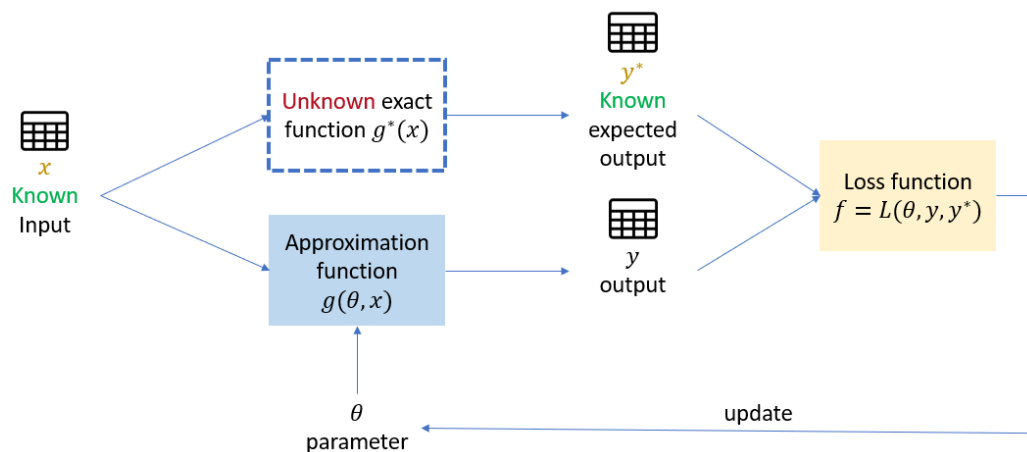 x
Known
Input
Unknown exact
function g*(x)
Approximation
function
g(θ, x)
θ
parameter
y*
Known
expected
output
y
output
Loss function
f = L(θ, y, y*)
update